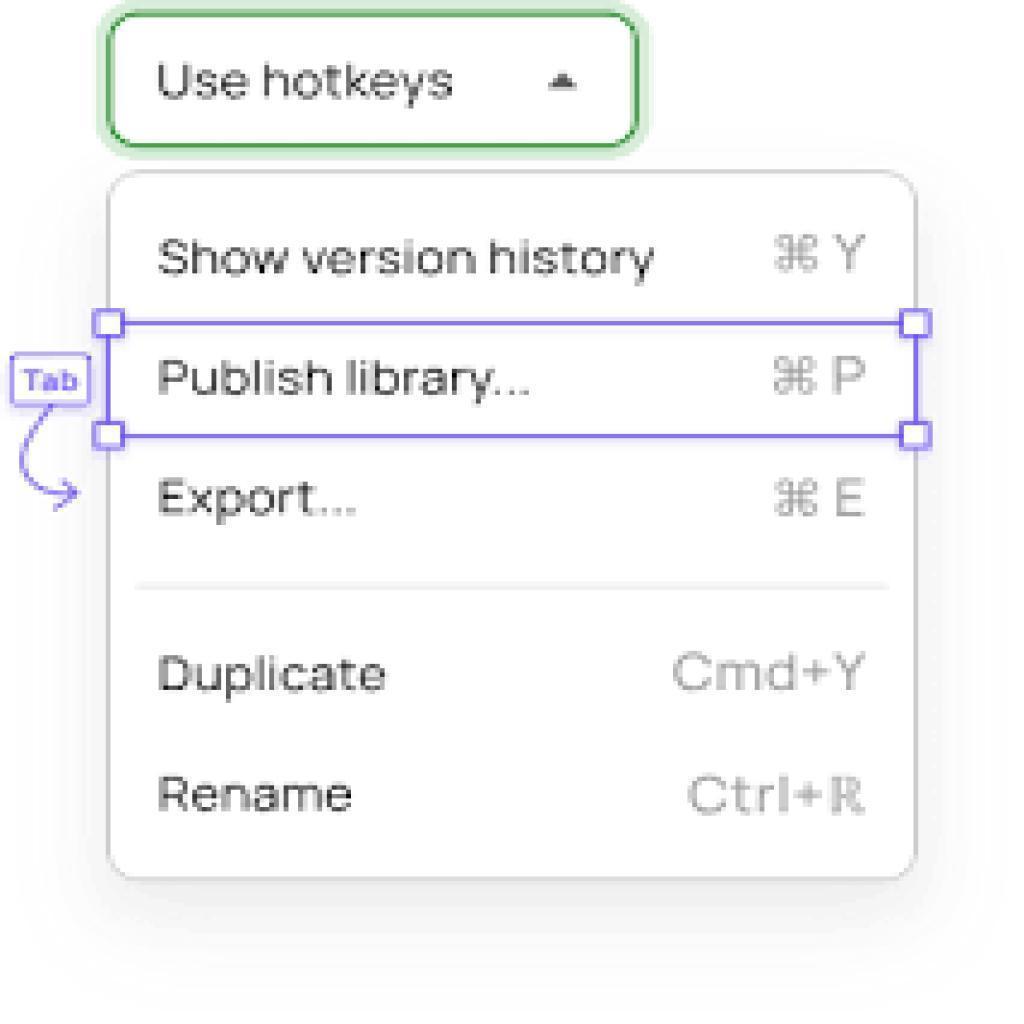 Use hotkeys
Show version history ⌘ Y
Publish library... ⌘ P
Tab
Export... ⌘ E
Duplicate Cmd+Y
Rename Ctrl+ℝ